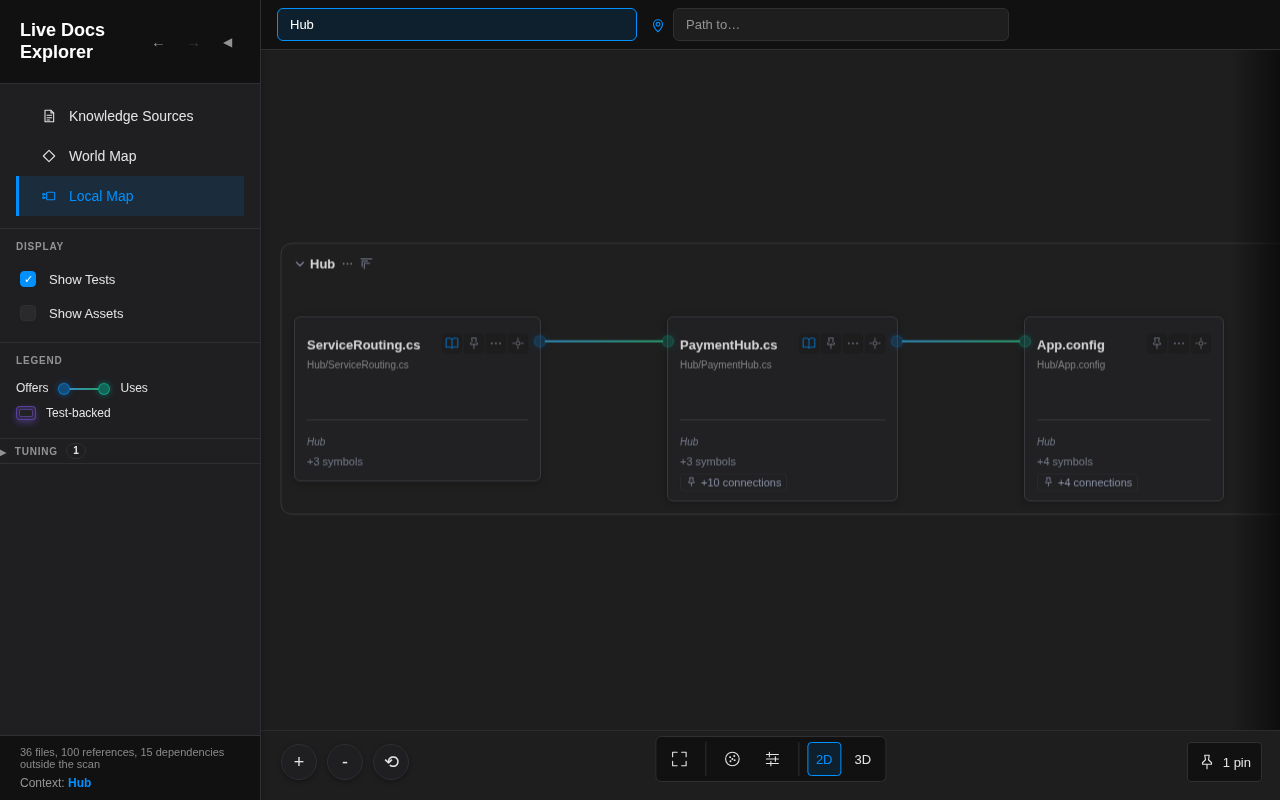 Live Docs
Explorer
Knowledge Sources
World Map
Local Map
DISPLAY
Show Tests
Show Assets
LEGEND
Offers Uses
Test-backed
TUNING 1
36 files, 100 references, 15 dependencies
outside the scan
Context: Hub
Hub
Path to…
Hub
ServiceRouting.cs
Hub/ServiceRouting.cs
Hub
+3 symbols
PaymentHub.cs
Hub/PaymentHub.cs
Hub
+3 symbols
+10 connections
App.config
Hub/App.config
Hub
+4 symbols
+4 connections
+ - ⟲
2D 3D
1 pin